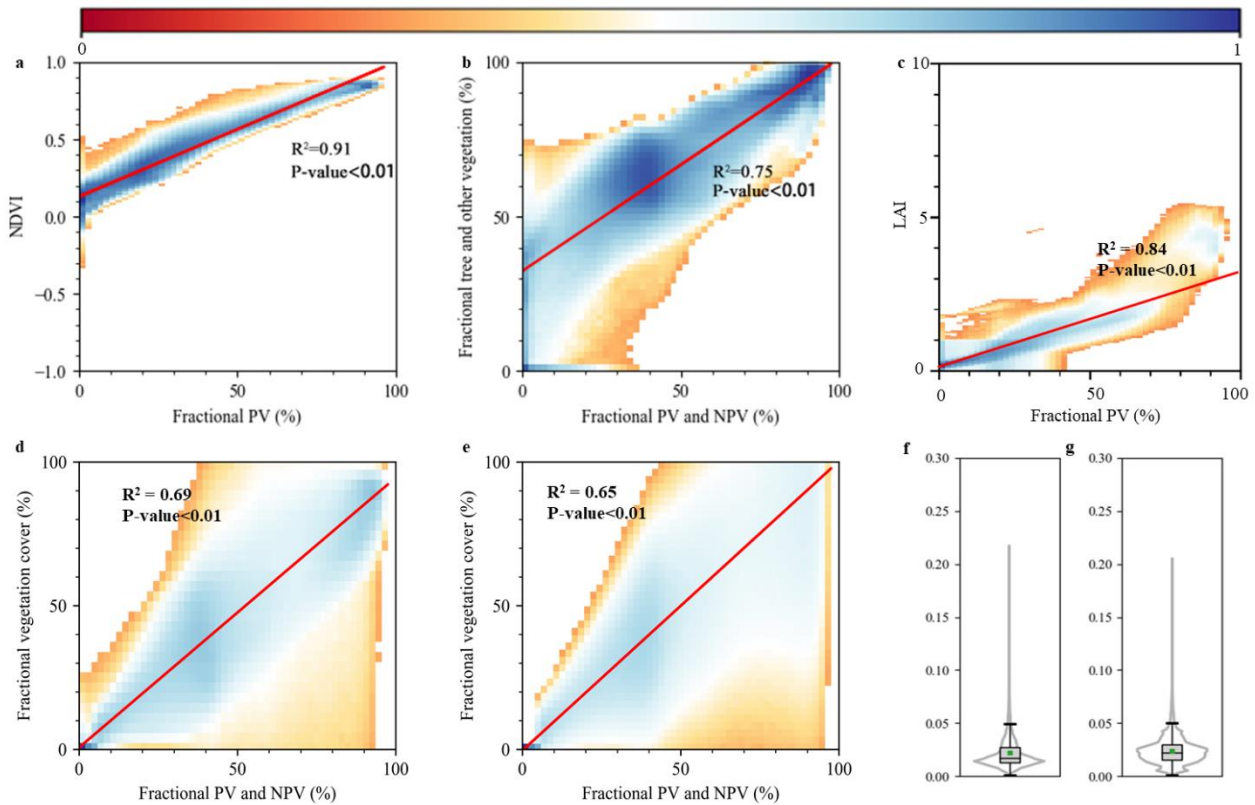 0
1
a
1.0
0.5
0.0
−0.5
−1.0
NDVI
R²=0.91
P-value<0.01
0
50
100
Fractional PV (%)
b
100
50
0
Fractional tree and other vegetation (%)
R²=0.75
P-value<0.01
0
50
100
Fractional PV and NPV (%)
c
10
5
0
LAI
R² = 0.84
P-value<0.01
0
50
100
Fractional PV (%)
d
100
50
0
Fractional vegetation cover (%)
R² = 0.69
P-value<0.01
0
50
100
Fractional PV and NPV (%)
e
100
50
0
Fractional vegetation cover (%)
R² = 0.65
P-value<0.01
0
50
100
Fractional PV and NPV (%)
f
0.30
0.25
0.20
0.15
0.10
0.05
0.00
g
0.30
0.25
0.20
0.15
0.10
0.05
0.00